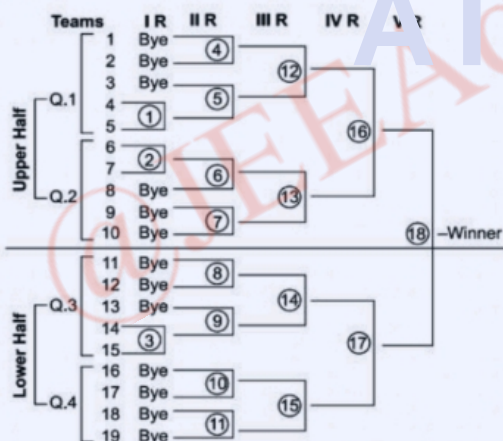 Teams I R II R III R IV R V R
1 Bye
④
2 Bye
⑫
3 Bye
⑤
Q.1
4
①
5
⑯
Upper Half
6
②
7
⑥
Q.2
8 Bye
⑬
9 Bye
⑦
10 Bye
⑱ –Winner
11 Bye
⑧
12 Bye
⑭
13 Bye
Q.3
⑨
14
③
15
⑰
Lower Half
16 Bye
⑩
17 Bye
Q.4
⑮
18 Bye
⑪
19 Bye